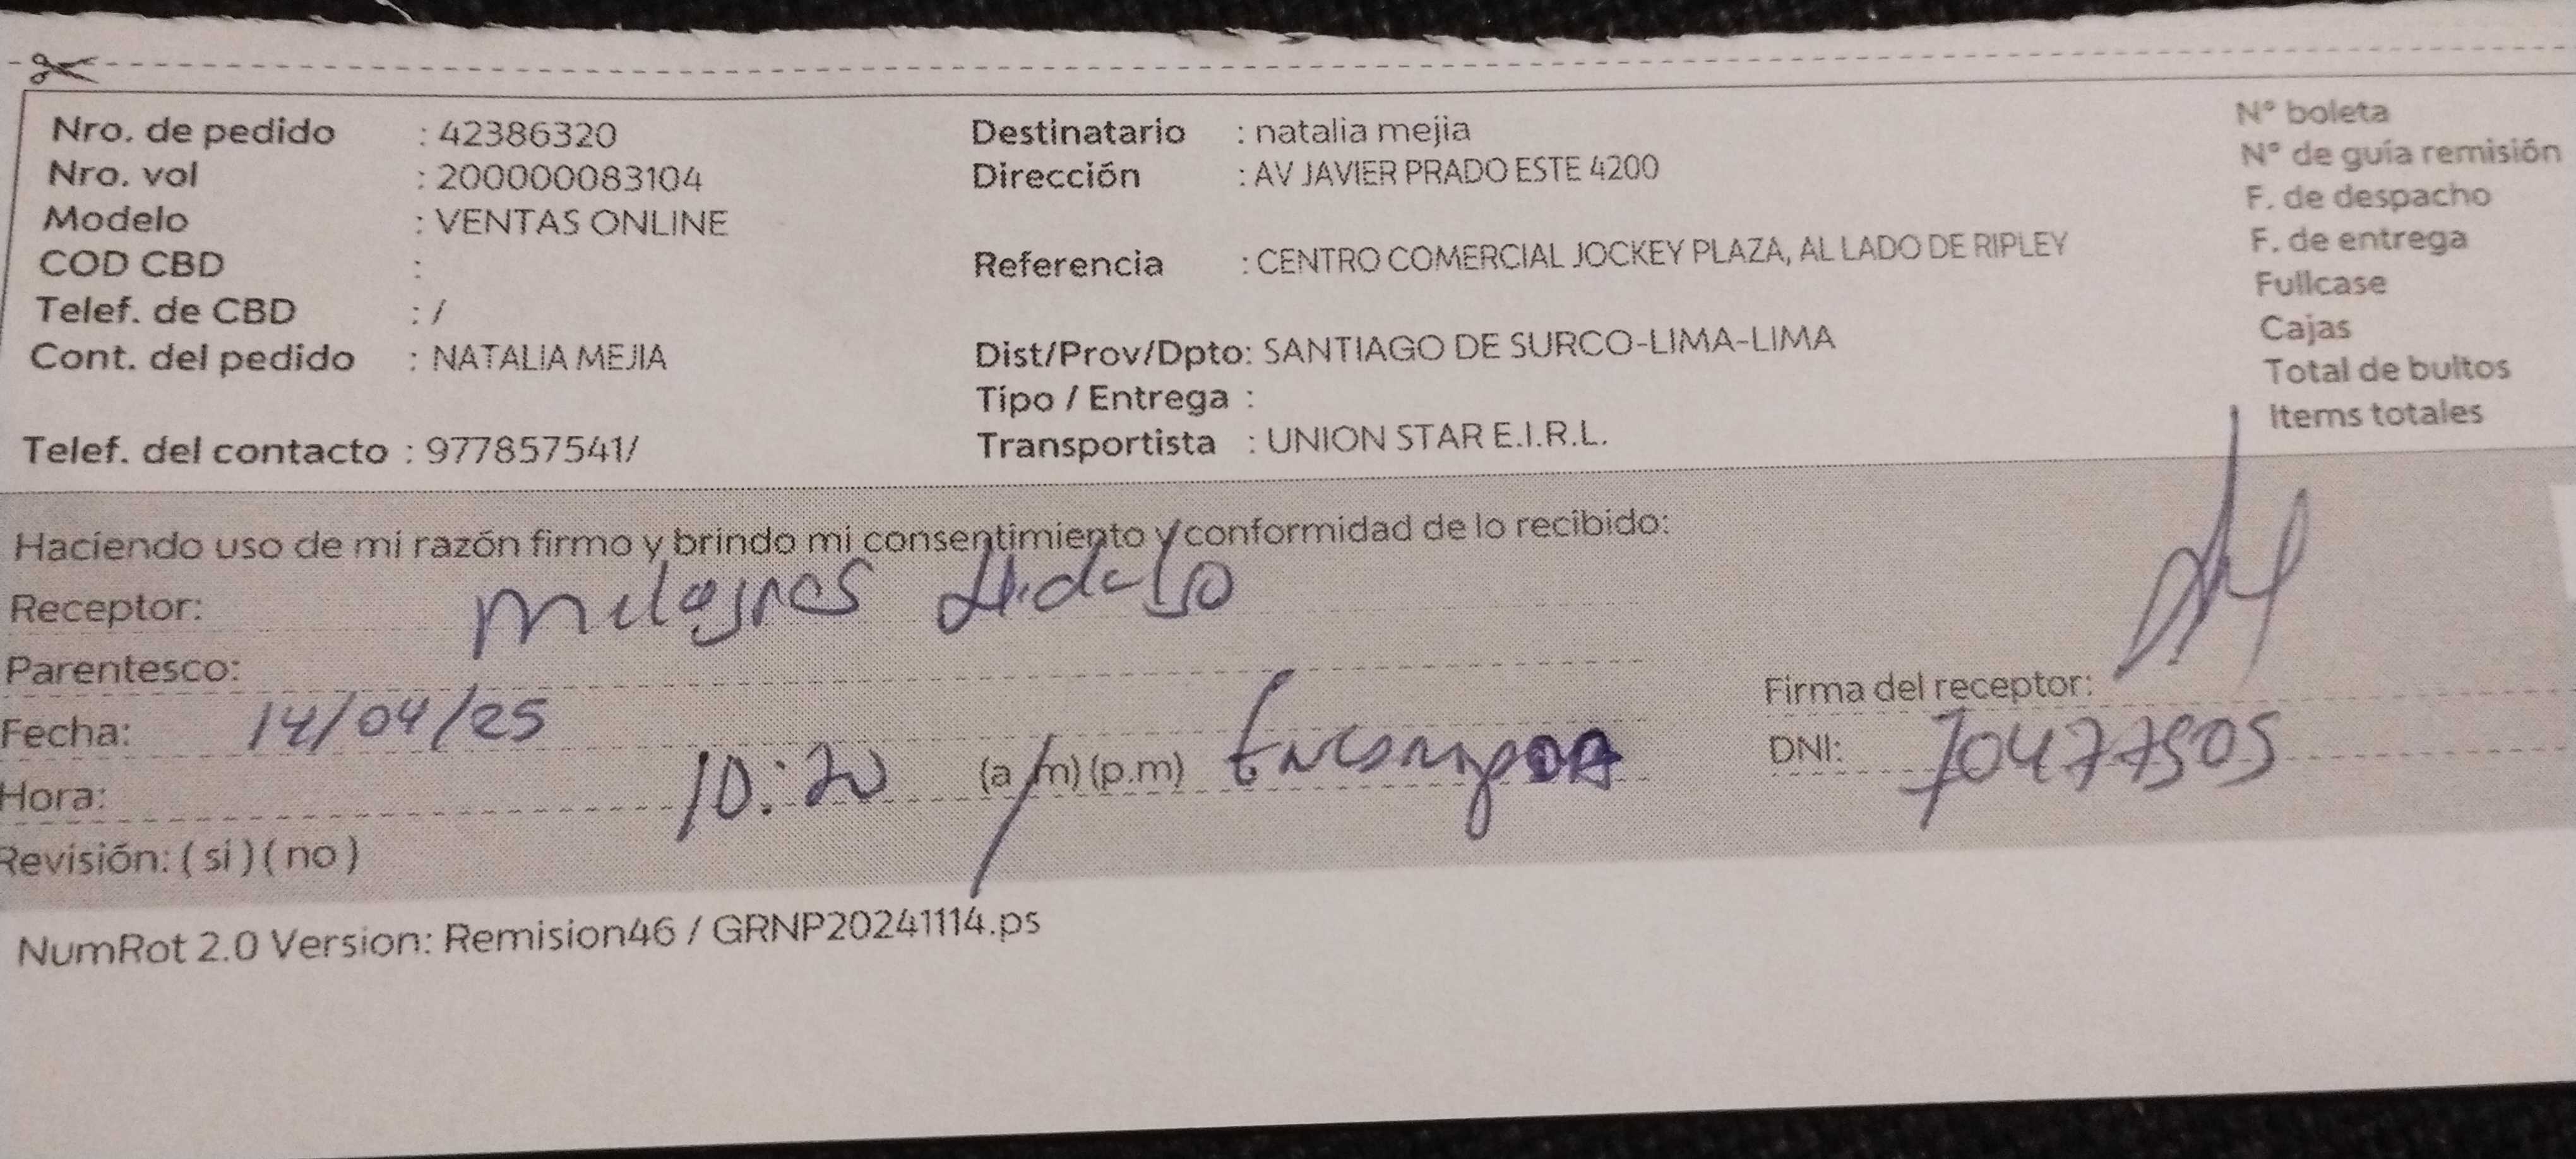 Nro. de pedido : 42386320
Nro. vol : 200000083104
Modelo : VENTAS ONLINE
COD CBD :
Telef. de CBD : /
Cont. del pedido : NATALIA MEJIA
Telef. del contacto : 977857541/
Destinatario : natalia mejia
Dirección : AV JAVIER PRADO ESTE 4200
Referencia : CENTRO COMERCIAL JOCKEY PLAZA, AL LADO DE RIPLEY
Dist/Prov/Dpto: SANTIAGO DE SURCO-LIMA-LIMA
Tipo / Entrega :
Transportista : UNION STAR E.I.R.L.
N° boleta
N° de guía remisión
F. de despacho
F. de entrega
Fullcase
Cajas
Total de bultos
Items totales
Haciendo uso de mi razón firmo y brindo mi consentimiento y conformidad de lo recibido:
Receptor: Milagros Hidalgo
Parentesco:
Fecha: 14/04/25
Hora: 10:20 (a.m) (p.m)
Revisión: ( si ) ( no )
Firma del receptor:
DNI: 70477505
NumRot 2.0 Version: Remision46 / GRNP20241114.ps